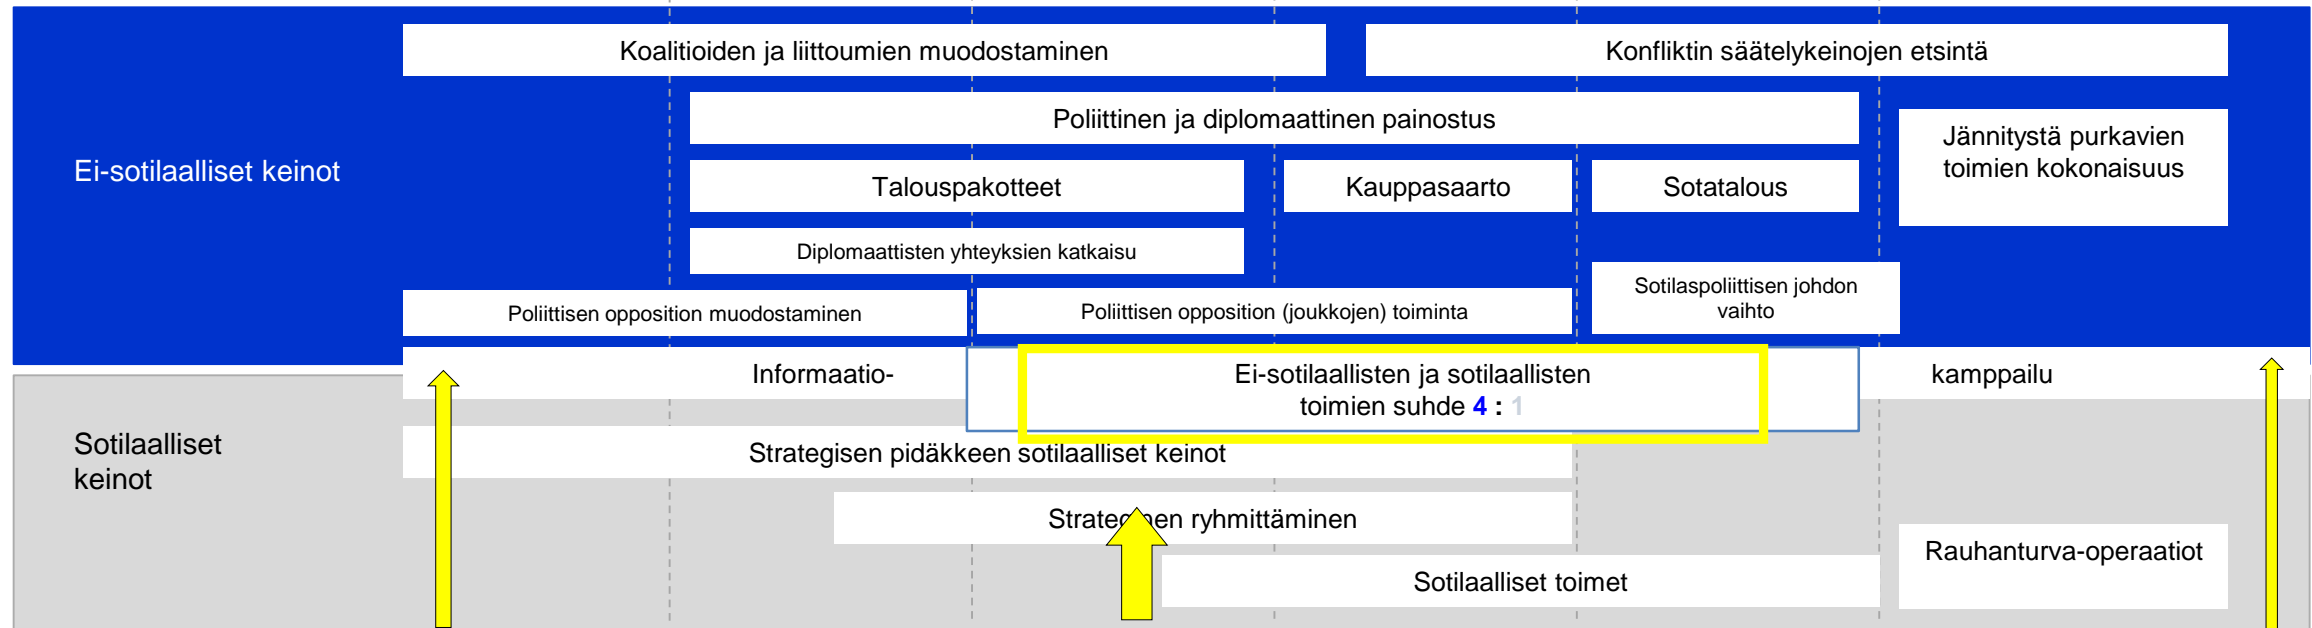 Koalitioiden ja liittoumien muodostaminen
Konfliktin säätelykeinojen etsintä
Poliittinen ja diplomaattinen painostus
Jännitystä purkavien
toimien kokonaisuus
Ei-sotilaalliset keinot
Talouspakotteet
Kauppasaarto
Sotatalous
Diplomaattisten yhteyksien katkaisu
Sotilaspoliittisen johdon
vaihto
Poliittisen opposition muodostaminen
Poliittisen opposition (joukkojen) toiminta
Informaatio-
Ei-sotilaallisten ja sotilaallisten
toimien suhde 4 : 1
kamppailu
Sotilaalliset
keinot
Strategisen pidäkkeen sotilaalliset keinot
Strateginen ryhmittäminen
Rauhanturva-operaatiot
Sotilaalliset toimet